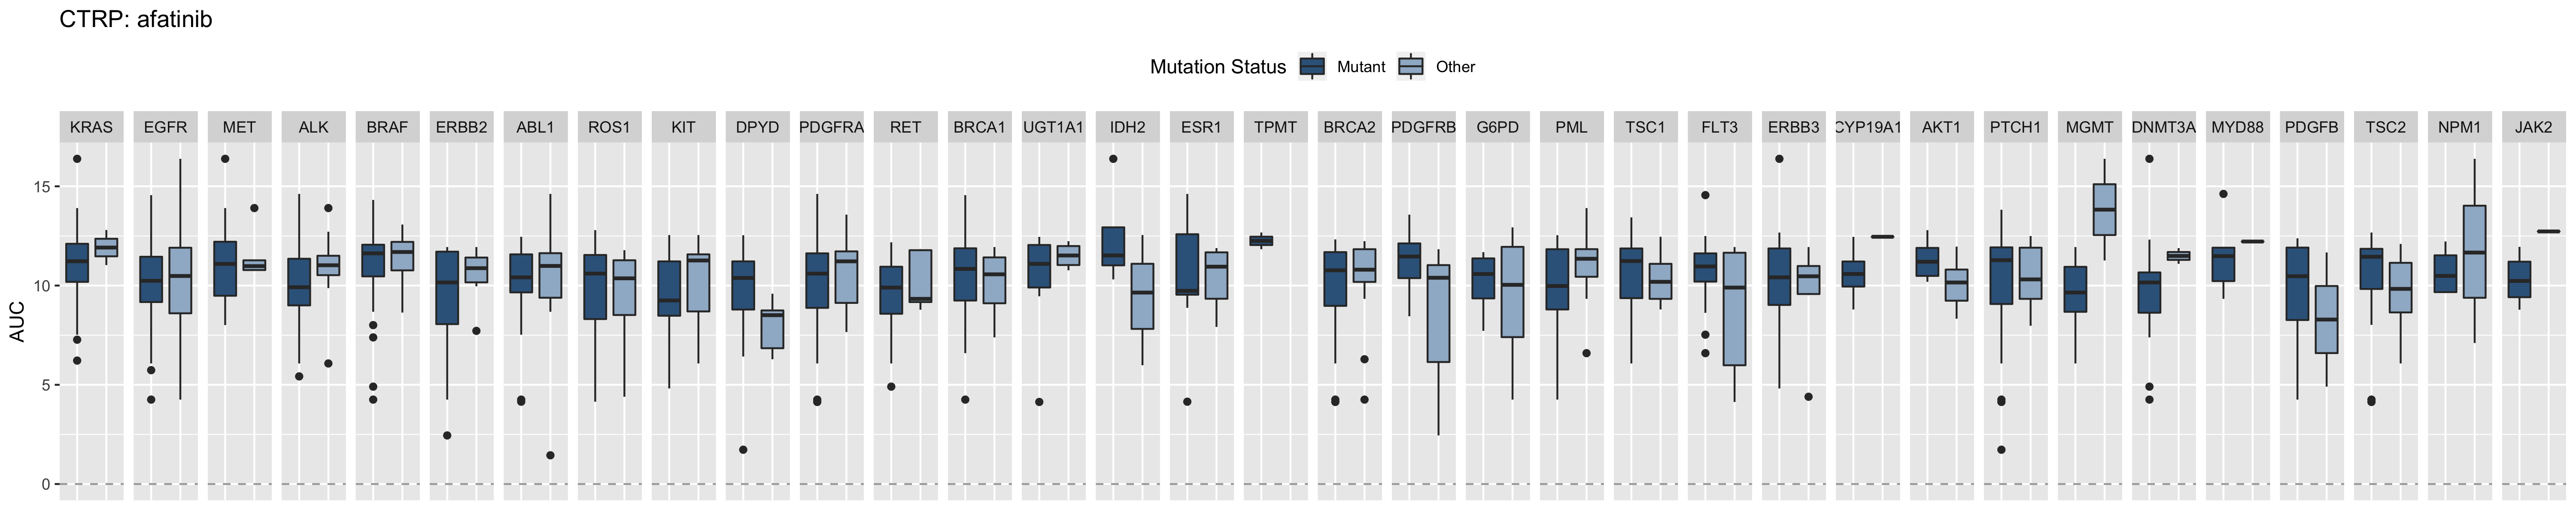 CTRP: afatinib
Mutation Status Mutant Other
KRAS EGFR MET ALK BRAF ERBB2 ABL1 ROS1 KIT DPYD PDGFRA RET BRCA1 UGT1A1 IDH2 ESR1 TPMT BRCA2 PDGFRB G6PD PML TSC1 FLT3 ERBB3 CYP19A1 AKT1 PTCH1 MGMT DNMT3A MYD88 PDGFB TSC2 NPM1 JAK2
15
10
5
0
AUC